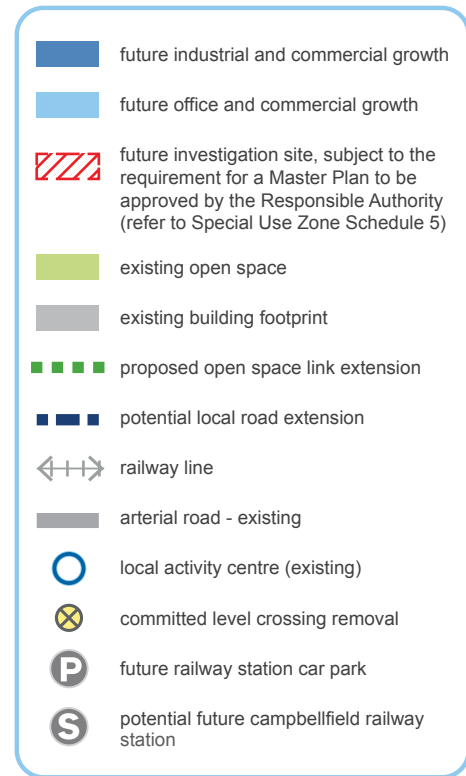 future industrial and commercial growth
future office and commercial growth
future investigation site, subject to the
requirement for a Master Plan to be
approved by the Responsible Authority
(refer to Special Use Zone Schedule 5)
existing open space
existing building footprint
proposed open space link extension
potential local road extension
railway line
arterial road - existing
local activity centre (existing)
committed level crossing removal
P future railway station car park
S potential future campbellfield railway
station